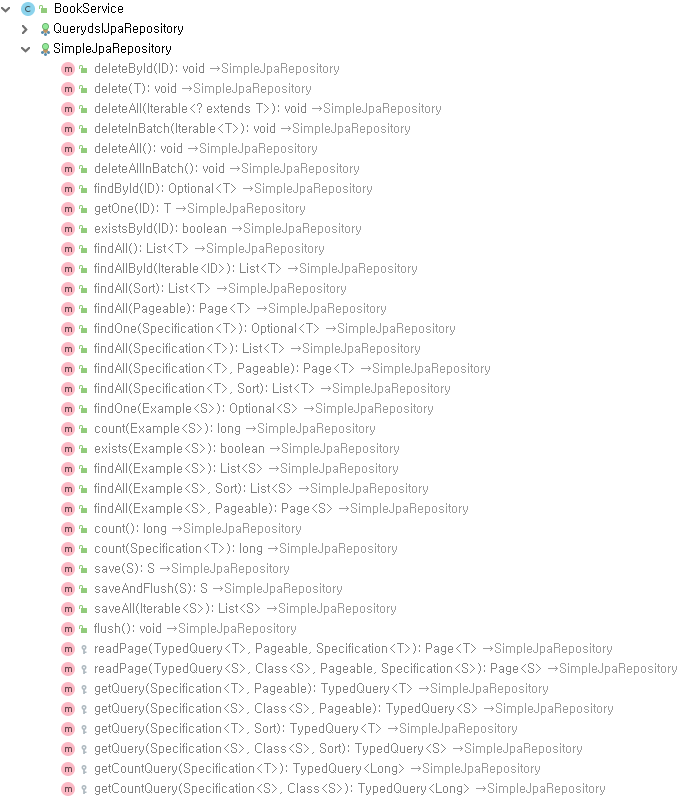 BookService
QuerydslJpaRepository
SimpleJpaRepository
deleteById(ID): void →SimpleJpaRepository
delete(T): void →SimpleJpaRepository
deleteAll(Iterable<? extends T>): void →SimpleJpaRepository
deleteInBatch(Iterable<T>): void →SimpleJpaRepository
deleteAll(): void →SimpleJpaRepository
deleteAllInBatch(): void →SimpleJpaRepository
findById(ID): Optional<T> →SimpleJpaRepository
getOne(ID): T →SimpleJpaRepository
existsById(ID): boolean →SimpleJpaRepository
findAll(): List<T> →SimpleJpaRepository
findAllById(Iterable<ID>): List<T> →SimpleJpaRepository
findAll(Sort): List<T> →SimpleJpaRepository
findAll(Pageable): Page<T> →SimpleJpaRepository
findOne(Specification<T>): Optional<T> →SimpleJpaRepository
findAll(Specification<T>): List<T> →SimpleJpaRepository
findAll(Specification<T>, Pageable): Page<T> →SimpleJpaRepository
findAll(Specification<T>, Sort): List<T> →SimpleJpaRepository
findOne(Example<S>): Optional<S> →SimpleJpaRepository
count(Example<S>): long →SimpleJpaRepository
exists(Example<S>): boolean →SimpleJpaRepository
findAll(Example<S>): List<S> →SimpleJpaRepository
findAll(Example<S>, Sort): List<S> →SimpleJpaRepository
findAll(Example<S>, Pageable): Page<S> →SimpleJpaRepository
count(): long →SimpleJpaRepository
count(Specification<T>): long →SimpleJpaRepository
save(S): S →SimpleJpaRepository
saveAndFlush(S): S →SimpleJpaRepository
saveAll(Iterable<S>): List<S> →SimpleJpaRepository
flush(): void →SimpleJpaRepository
readPage(TypedQuery<T>, Pageable, Specification<T>): Page<T> →SimpleJpaRepository
readPage(TypedQuery<S>, Class<S>, Pageable, Specification<S>): Page<S> →SimpleJpaRepository
getQuery(Specification<T>, Pageable): TypedQuery<T> →SimpleJpaRepository
getQuery(Specification<S>, Class<S>, Pageable): TypedQuery<S> →SimpleJpaRepository
getQuery(Specification<T>, Sort): TypedQuery<T> →SimpleJpaRepository
getQuery(Specification<S>, Class<S>, Sort): TypedQuery<S> →SimpleJpaRepository
getCountQuery(Specification<T>): TypedQuery<Long> →SimpleJpaRepository
getCountQuery(Specification<S>, Class<S>): TypedQuery<Long> →SimpleJpaRepository